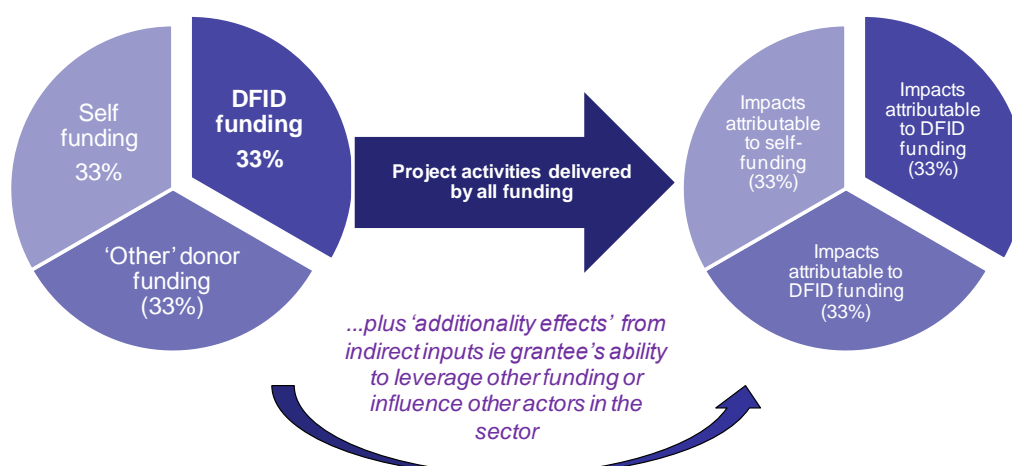 Self
funding
33%
DFID
funding
33%
'Other' donor
funding
(33%)
Project activities delivered
by all funding
Impacts
attributable
to self-
funding
(33%)
Impacts
attributable
to DFID
funding
(33%)
Impacts
attributable to
DFID funding
(33%)
...plus 'additionality effects' from
indirect inputs ie grantee's ability
to leverage other funding or
influence other actors in the
sector